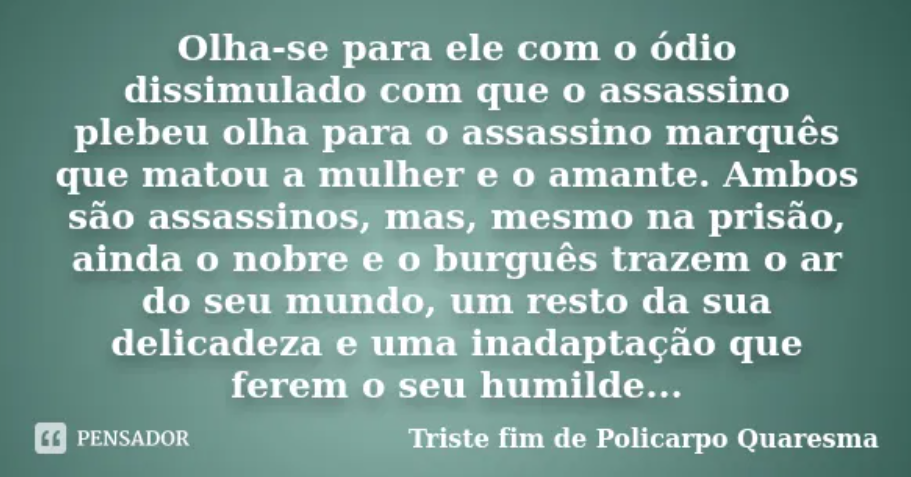 Olha-se para ele com o ódio
dissimulado com que o assassino
plebeu olha para o assassino marquês
que matou a mulher e o amante. Ambos
são assassinos, mas, mesmo na prisão,
ainda o nobre e o burguês trazem o ar
do seu mundo, um resto da sua
delicadeza e uma inadaptação que
ferem o seu humilde...
PENSADOR
Triste fim de Policarpo Quaresma